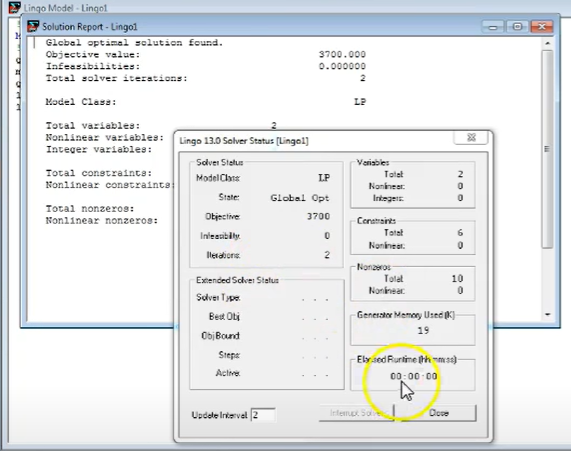 Lingo Model - Lingo1
Solution Report - Lingo1
Global optimal solution found.
Objective value: 3700.000
Infeasibilities: 0.000000
Total solver iterations: 2
Model Class: LP
Total variables: 2
Nonlinear variables:
Integer variables:
Total constraints:
Nonlinear constraints:
Total nonzeros:
Nonlinear nonzeros:
Lingo 13.0 Solver Status [Lingo1]
Solver Status
Model Class: LP
State: Global Opt
Objective: 3700
Infeasibility: 0
Iterations: 2
Extended Solver Status
Solver Type: . . .
Best Obj: . . .
Obj Bound: . . .
Steps: . . .
Active: . . .
Variables
Total: 2
Nonlinear: 0
Integers: 0
Constraints
Total: 6
Nonlinear: 0
Nonzeros
Total: 10
Nonlinear: 0
Generator Memory Used (K)
19
Elapsed Runtime (hh:mm:ss)
00:00:00
Update Interval: 2
Interrupt Solver
Close